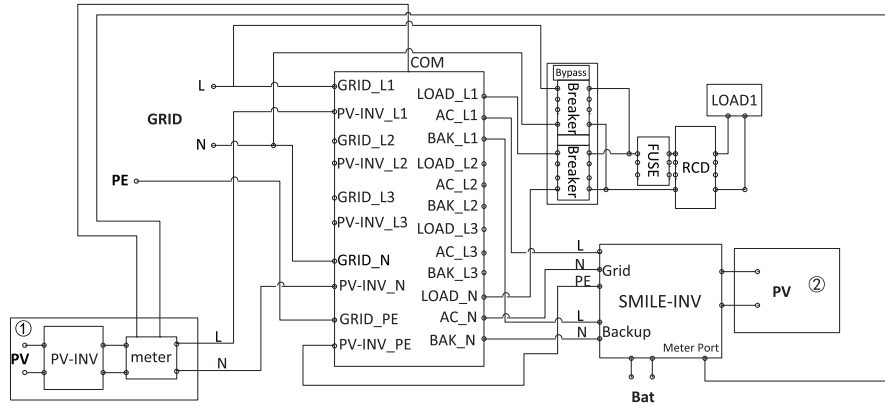 COM
L
GRID
N
PE
GRID_L1
PV-INV_L1
GRID_L2
PV-INV_L2
GRID_L3
PV-INV_L3
GRID_N
PV-INV_N
GRID_PE
PV-INV_PE
LOAD_L1
AC_L1
BAK_L1
LOAD_L2
AC_L2
BAK_L2
LOAD_L3
AC_L3
BAK_L3
LOAD_N
AC_N
BAK_N
Bypass
Breaker
Breaker
FUSE
RCD
LOAD1
L
N
PE
Grid
L
N
Backup
SMILE-INV
Meter Port
Bat
PV
②
①
PV
PV-INV
meter
L
N